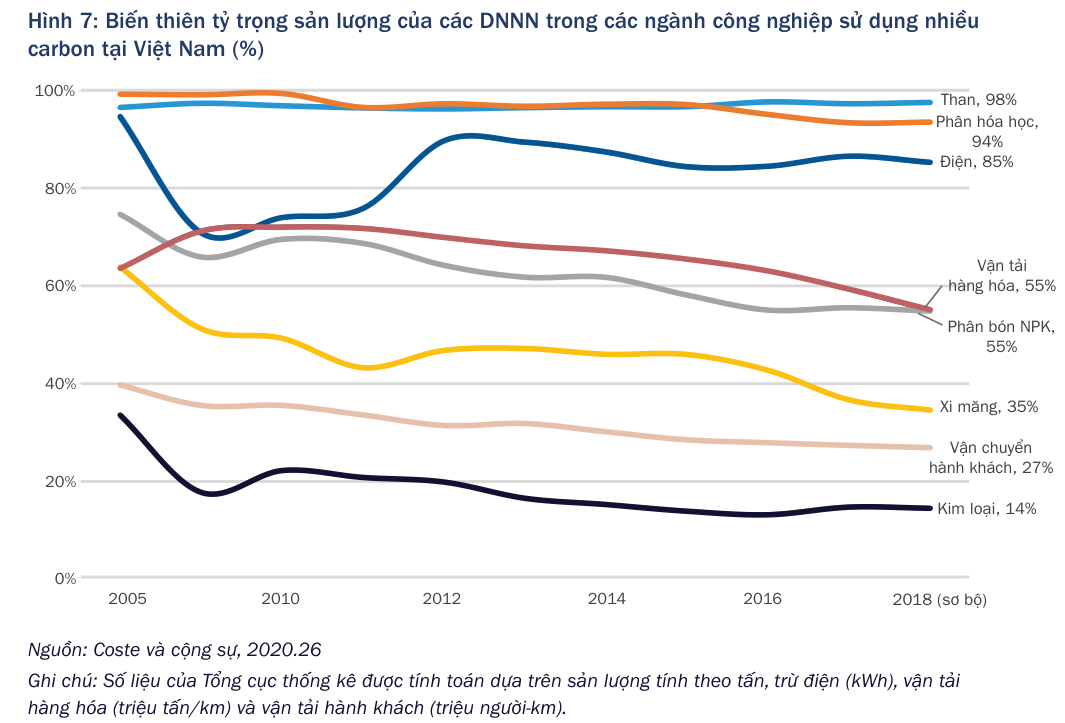 Hình 7: Biến thiên tỷ trọng sản lượng của các DNNN trong các ngành công nghiệp sử dụng nhiều
carbon tại Việt Nam (%)
100%
80%
60%
40%
20%
0%
Than, 98%
Phân hóa học,
94%
Điện, 85%
Vận tải
hàng hóa, 55%
Phân bón NPK,
55%
Xi măng, 35%
Vận chuyển
hành khách, 27%
Kim loại, 14%
2005
2010
2012
2014
2016
2018 (sơ bộ)
Nguồn: Coste và cộng sự, 2020.26
Ghi chú: Số liệu của Tổng cục thống kê được tính toán dựa trên sản lượng tính theo tấn, trừ điện (kWh), vận tải
hàng hóa (triệu tấn/km) và vận tải hành khách (triệu người-km).